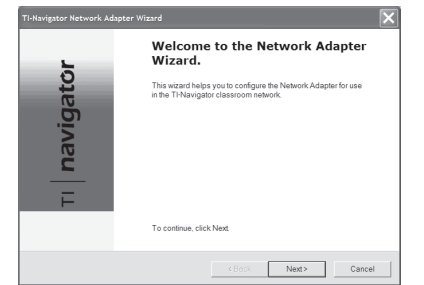 TI-Navigator Network Adapter Wizard
TI navigator
Welcome to the Network Adapter
Wizard.
This wizard helps you to configure the Network Adapter for use
in the TI-Navigator classroom network.
To continue, click Next.
< Back
Next >
Cancel